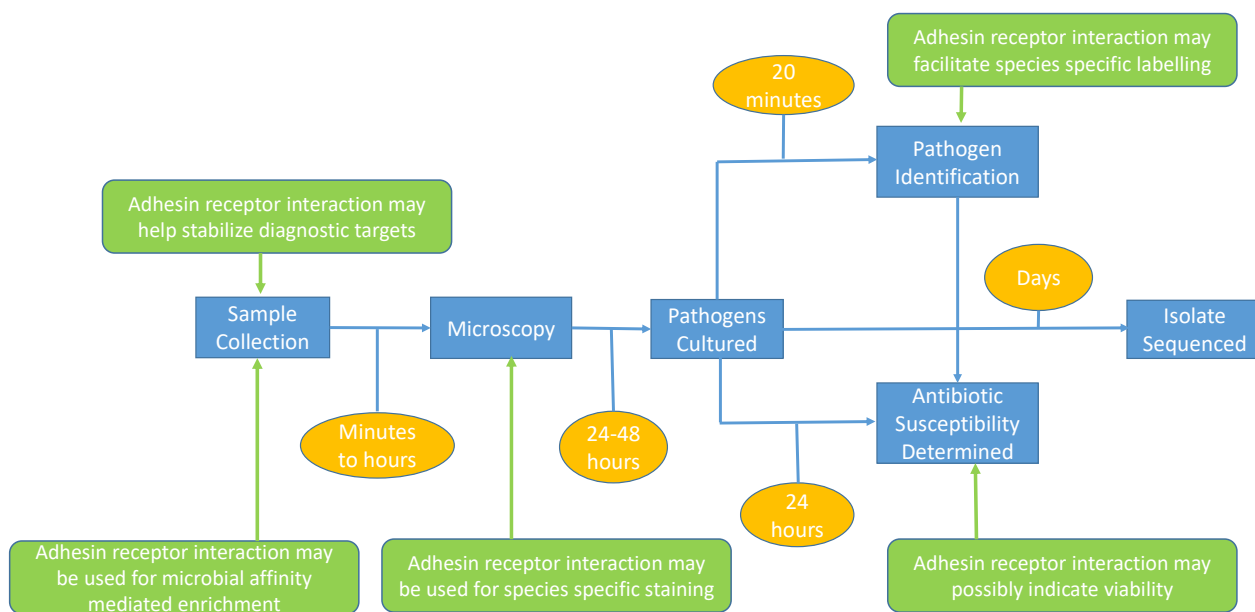 Adhesin receptor interaction may
facilitate species specific labelling
20
minutes
Pathogen
Identification
Adhesin receptor interaction may
help stabilize diagnostic targets
Days
Sample
Collection
Microscopy
Pathogens
Cultured
Isolate
Sequenced
Minutes
to hours
24-48
hours
Antibiotic
Susceptibility
Determined
24
hours
Adhesin receptor interaction may
be used for microbial affinity
mediated enrichment
Adhesin receptor interaction may
be used for species specific staining
Adhesin receptor interaction may
possibly indicate viability